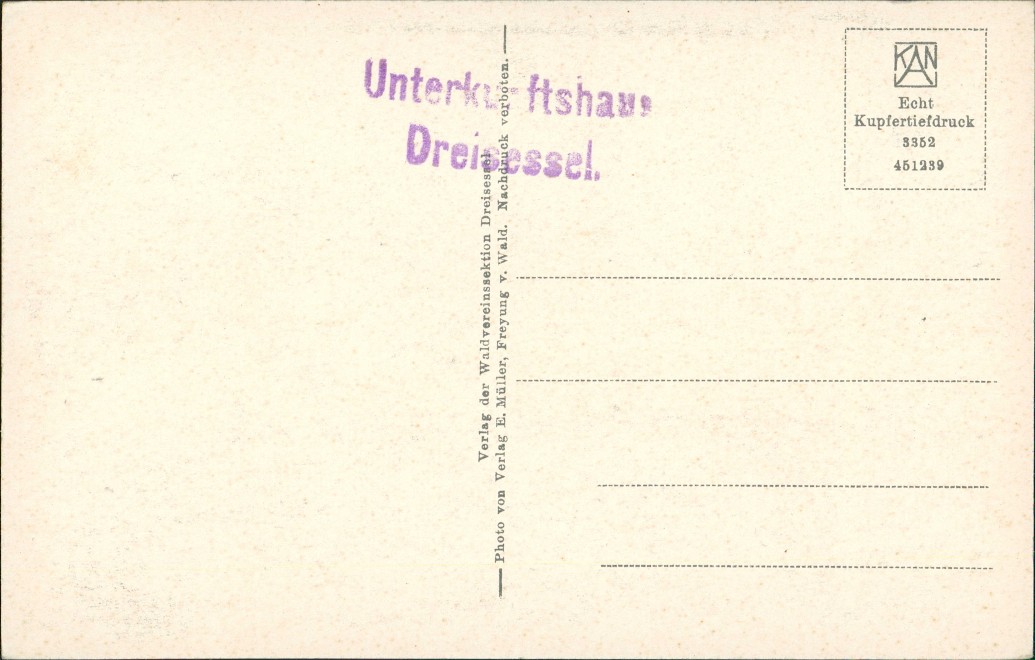 Unterkunftshaus
Dreisessel.
Verlag der Waldvereinssektion Dreisessel
Photo von Verlag E. Müller, Freyung v. Wald. Nachdruck verboten.
KAN
Echt
Kupfertiefdruck
3352
451239